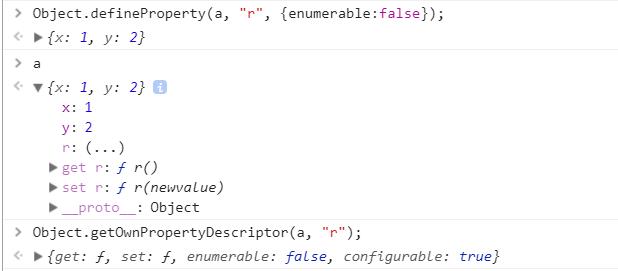 > Object.defineProperty(a, "r", {enumerable:false});
<· ▶{x: 1, y: 2}
> a
<· ▼{x: 1, y: 2} i
x: 1
y: 2
r: (...)
▶get r: ƒ r()
▶set r: ƒ r(newvalue)
▶__proto__: Object
> Object.getOwnPropertyDescriptor(a, "r");
<· ▶{get: ƒ, set: ƒ, enumerable: false, configurable: true}